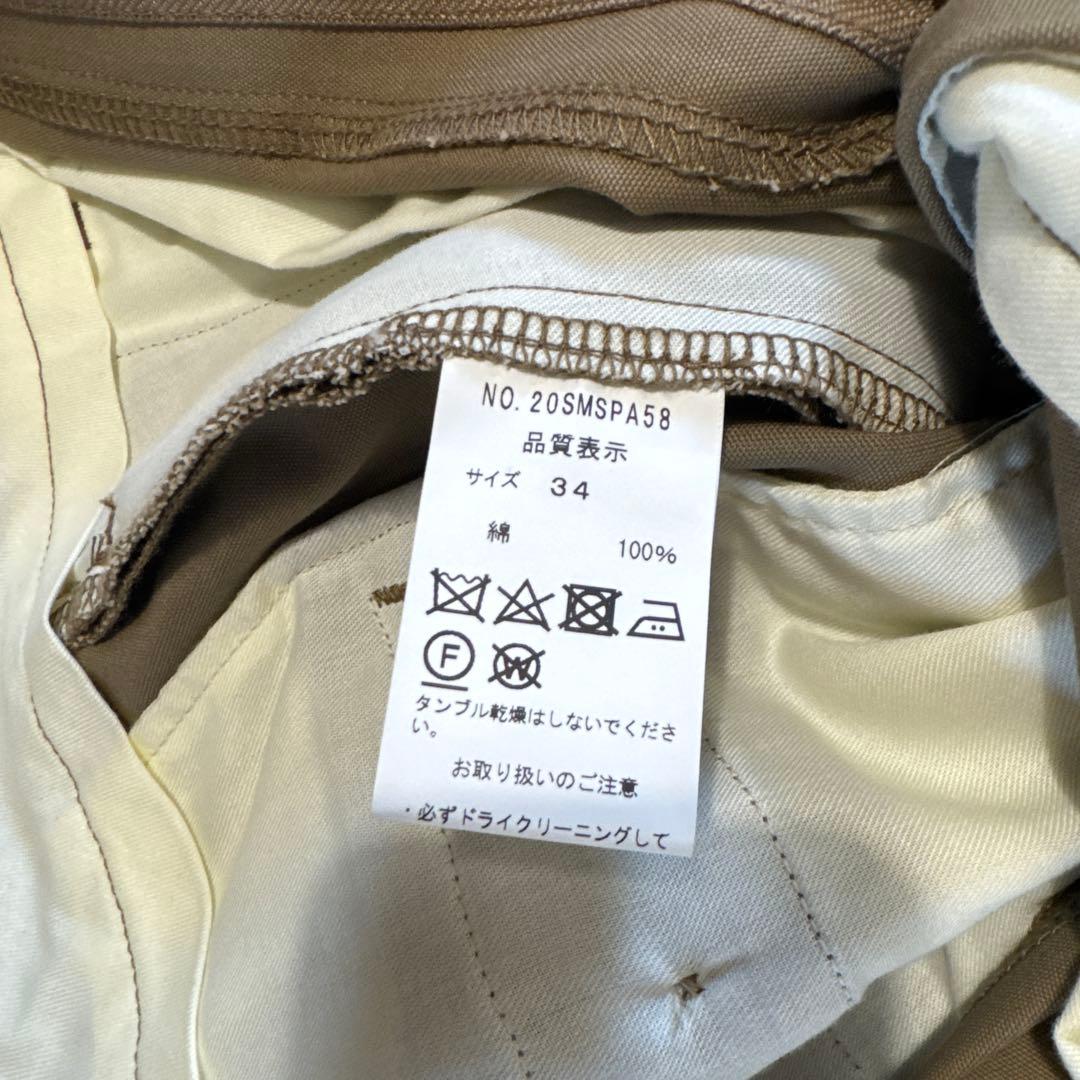 NO. 20SMSPA58
品質表示
サイズ 34
綿 100%
F W
タンブル乾燥はしないでくださ
い。
お取り扱いのご注意
・必ずドライクリーニングして